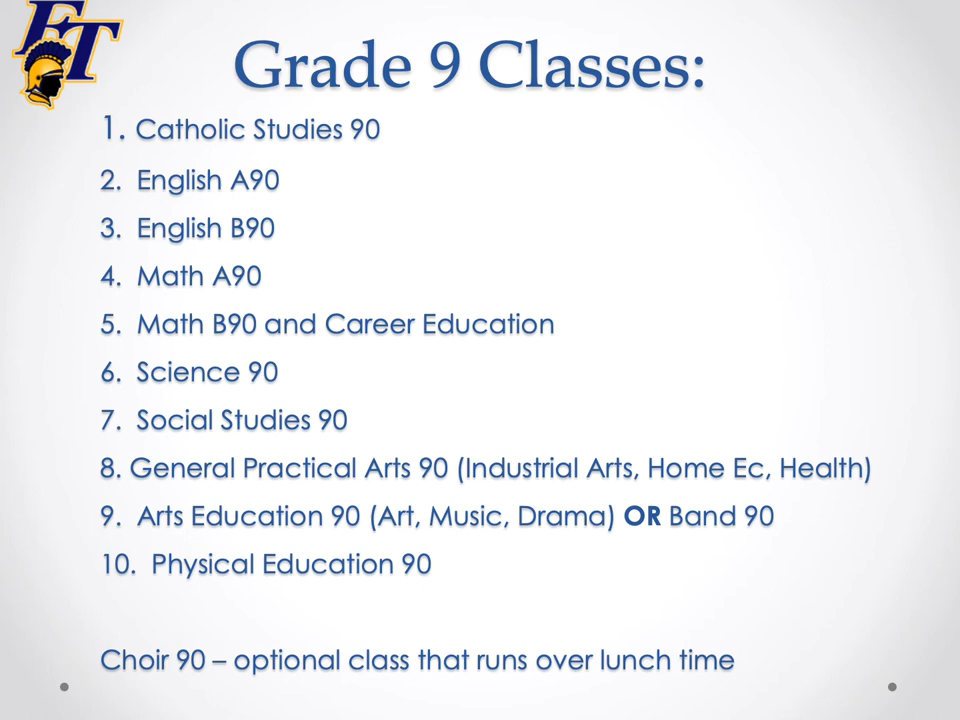 FT
Grade 9 Classes:
1. Catholic Studies 90
2. English A90
3. English B90
4. Math A90
5. Math B90 and Career Education
6. Science 90
7. Social Studies 90
8. General Practical Arts 90 (Industrial Arts, Home Ec, Health)
9. Arts Education 90 (Art, Music, Drama) OR Band 90
10. Physical Education 90
Choir 90 – optional class that runs over lunch time